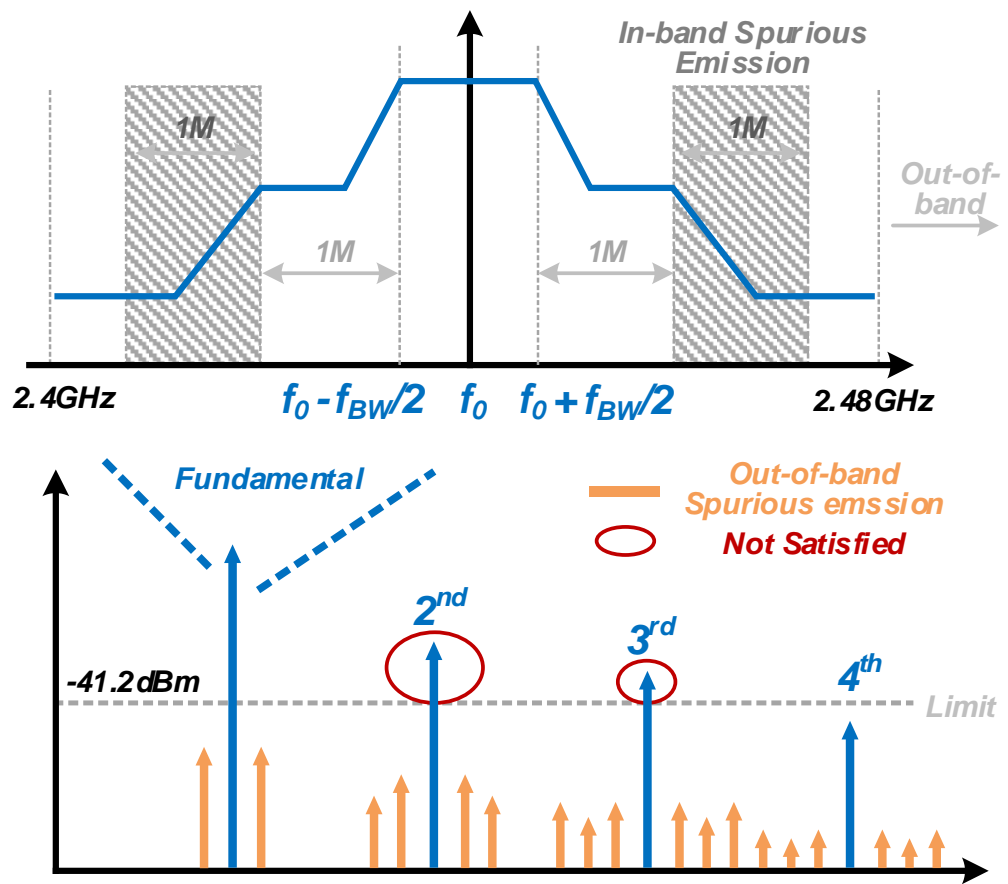 In-band Spurious
Emission
1M
1M
Out-of-
band
1M
1M
2.4GHz
f0 - fBW/2
f0
f0 + fBW/2
2.48GHz
Fundamental
Out-of-band
Spurious emssion
Not Satisfied
2nd
3rd
4th
-41.2dBm
Limit